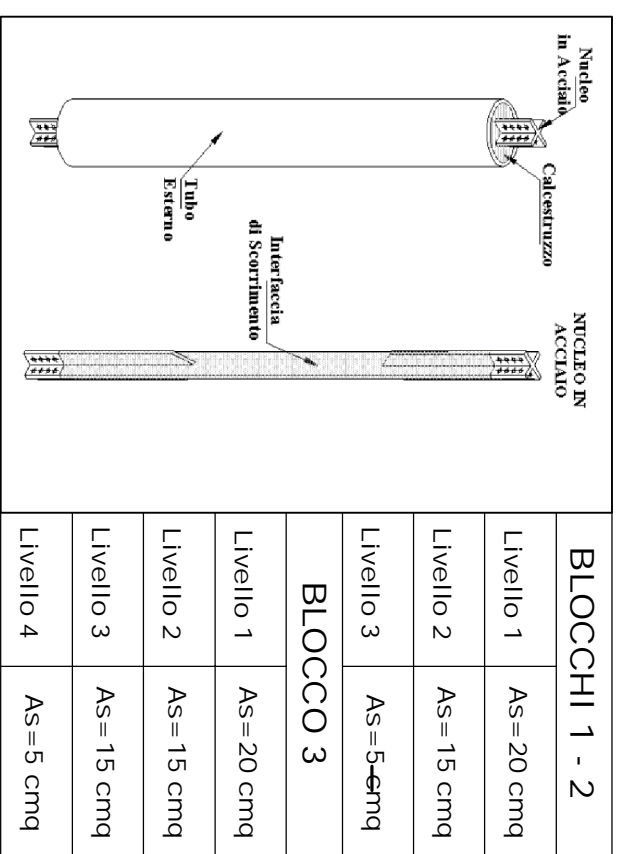 Nucleo
in Acciaio
Calcestruzzo
Tubo
Esterno
NUCLEO IN
ACCIAIO
Interfaccia
di Scorrimento
BLOCCHI 1 - 2
Livello 1 As=20 cmq
Livello 2 As=15 cmq
Livello 3 As=5 cmq
BLOCCO 3
Livello 1 As=20 cmq
Livello 2 As=15 cmq
Livello 3 As=15 cmq
Livello 4 As=5 cmq